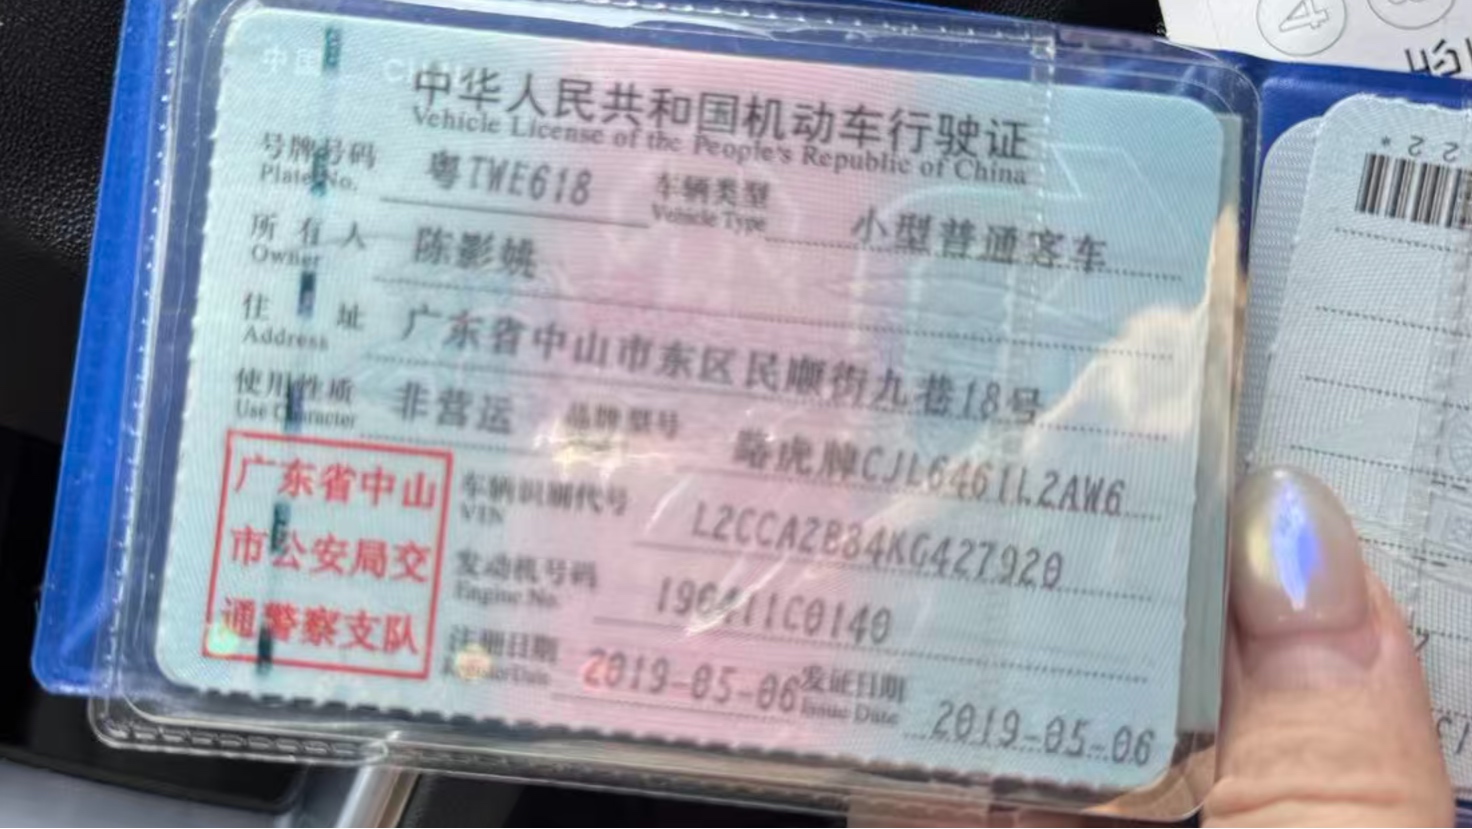 中华人民共和国机动车行驶证
Vehicle License of the People's Republic of China
号牌号码 粤TWE618 车辆类型 小型普通客车
Plate No. Vehicle Type
所有人 陈影姚
Owner
住址 广东省中山市东区民顺街九巷18号
Address
使用性质 非营运 品牌型号 路虎牌CJL6461L2AW6
Use Character
车辆识别代号 L2CCA2B84KG427920
VIN
发动机号码
Engine No.
注册日期 2019-05-06 发证日期 2019-05-06
Issue Date
广东省中山
市公安局交
通警察支队